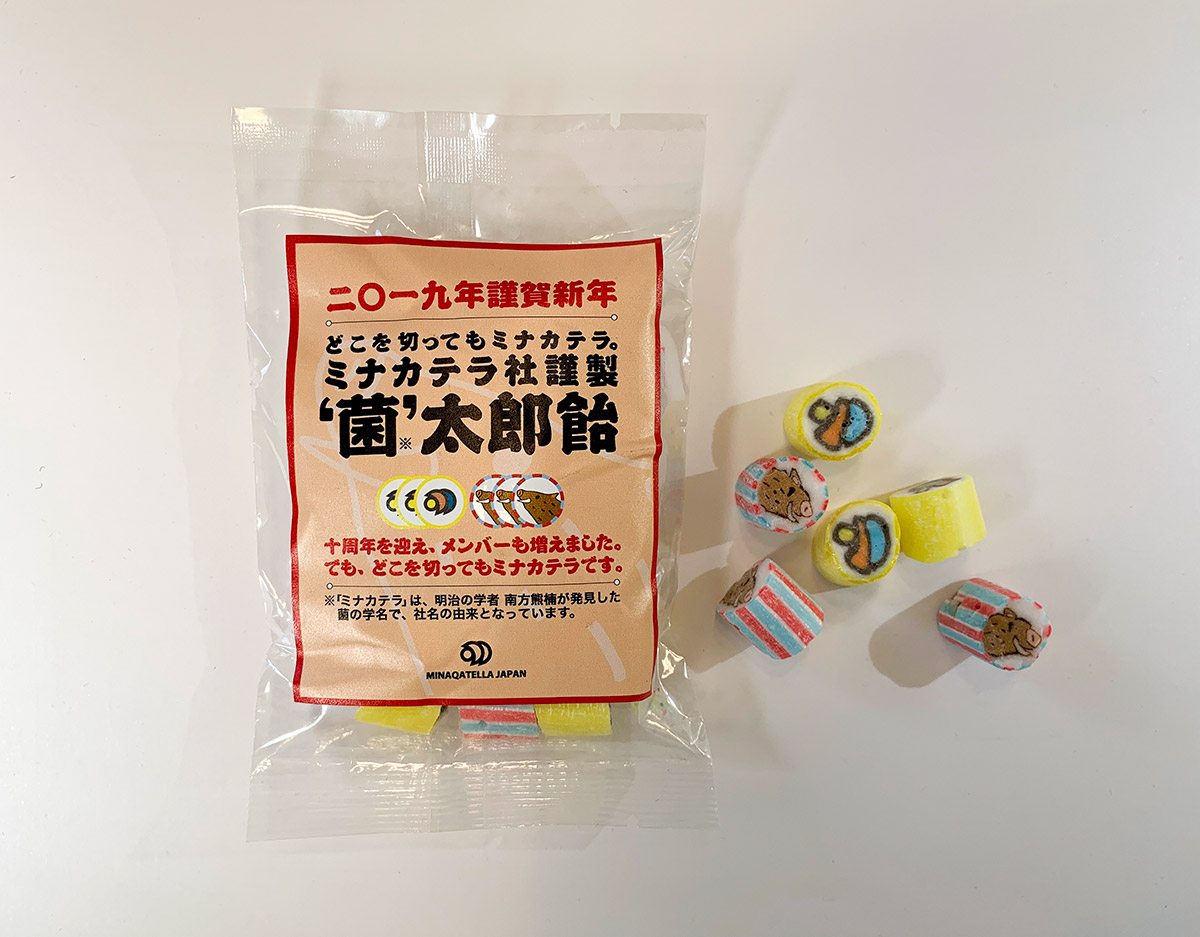 二〇一九年謹賀新年
どこを切ってもミナカテラ。
ミナカテラ社謹製
‘菌’※太郎飴
十周年を迎え、メンバーも増えました。
でも、どこを切ってもミナカテラです。
※「ミナカテラ」は、明治の学者 南方熊楠が発見した
菌の学名で、社名の由来となっています。
MINAQATELLA JAPAN